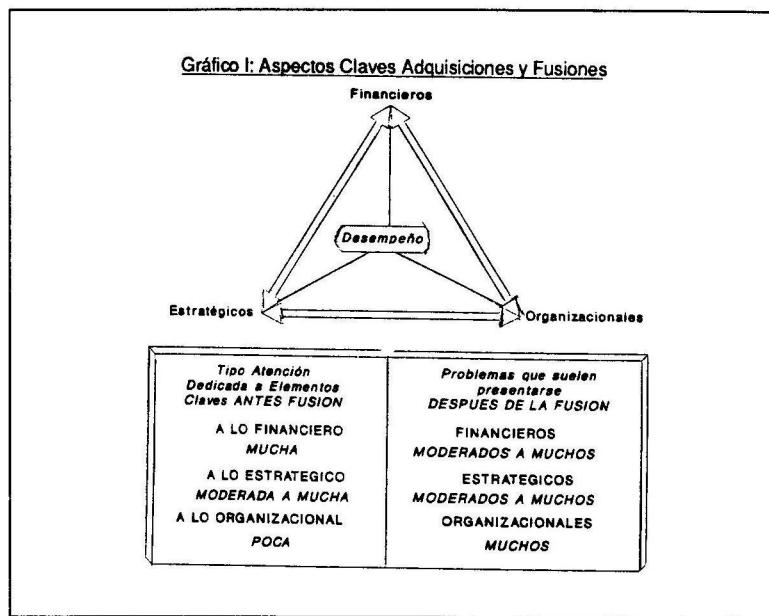 Gráfico I: Aspectos Claves Adquisiciones y Fusiones
Financieros
Desempeño
Estratégicos
Organizacionales
Tipo Atención
Dedicada a Elementos
Claves ANTES FUSION
A LO FINANCIERO
MUCHA
A LO ESTRATEGICO
MODERADA A MUCHA
A LO ORGANIZACIONAL
POCA
Problemas que suelen
presentarse
DESPUES DE LA FUSION
FINANCIEROS
MODERADOS A MUCHOS
ESTRATEGICOS
MODERADOS A MUCHOS
ORGANIZACIONALES
MUCHOS